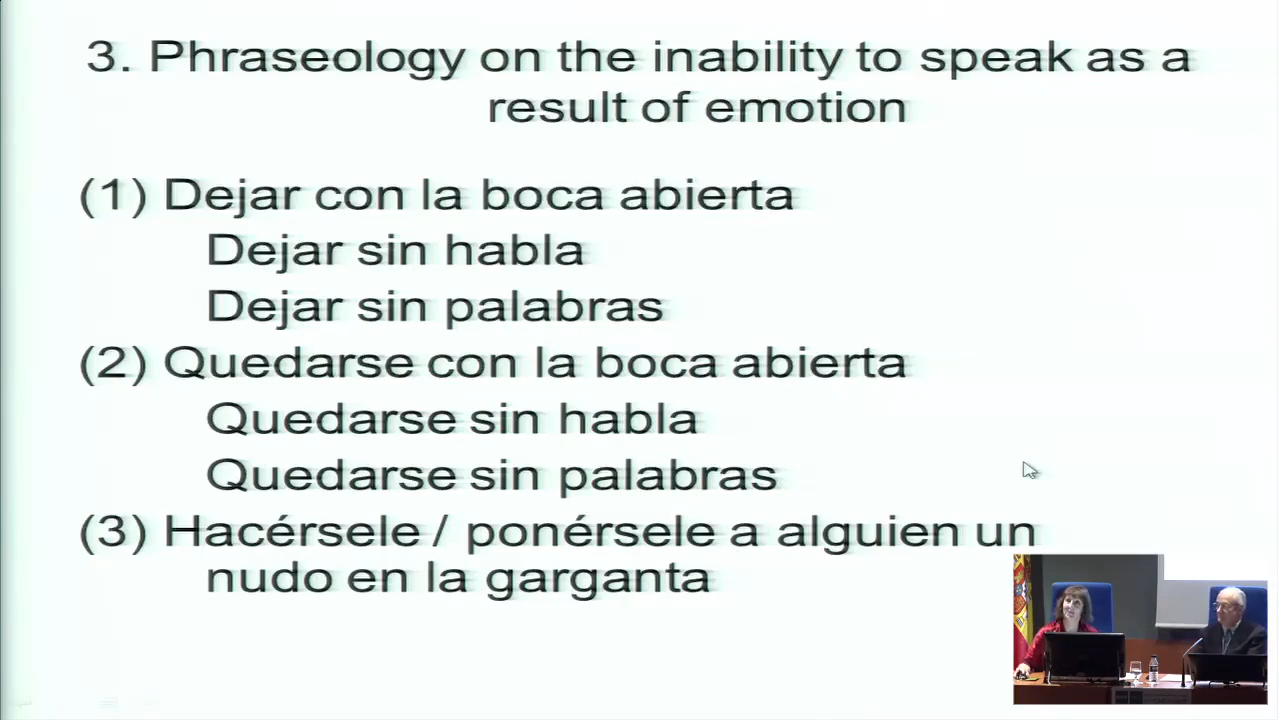 3. Phraseology on the inability to speak as a
result of emotion
(1) Dejar con la boca abierta
Dejar sin habla
Dejar sin palabras
(2) Quedarse con la boca abierta
Quedarse sin habla
Quedarse sin palabras
(3) Hacérsele / ponérsele a alguien un
nudo en la garganta